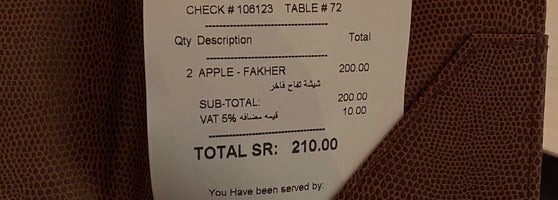 CHECK # 106123 TABLE # 72
Qty Description Total
2 APPLE - FAKHER 200.00
شيشة تفاح فاخر
SUB-TOTAL: 200.00
VAT 5% قيمه مضافه 10.00
TOTAL SR: 210.00
You Have been served by: